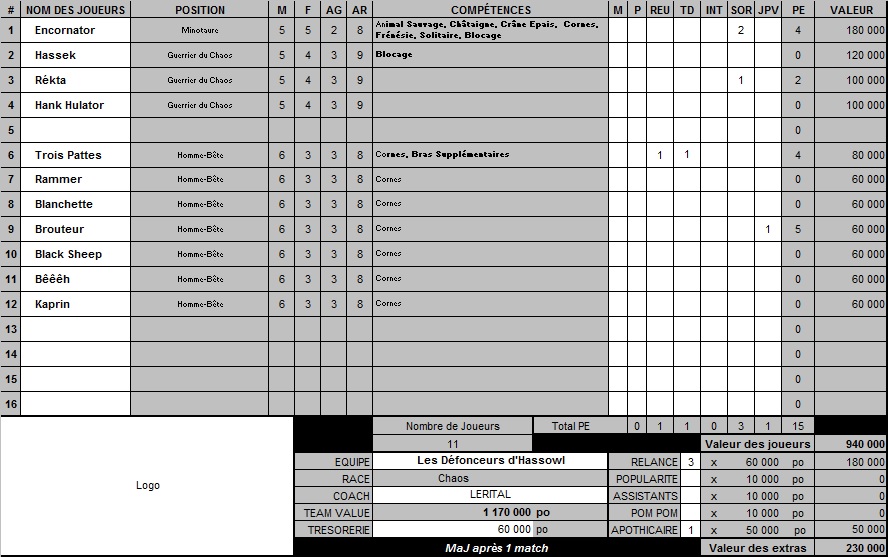 # NOM DES JOUEURS POSITION M F AG AR COMPÉTENCES M P REU TD INT SOR JPV PE VALEUR
1 Encornator Minotaure 5 5 2 8 Animal Sauvage, Châtaigne, Crâne Epais, Cornes, Frénésie, Solitaire, Blocage 2 4 180 000
2 Hassek Guerrier du Chaos 5 4 3 9 Blocage 0 120 000
3 Rêkta Guerrier du Chaos 5 4 3 9 1 2 100 000
4 Hank Hulator Guerrier du Chaos 5 4 3 9 0 100 000
5 0
6 Trois Pattes Homme-Bête 6 3 3 8 Cornes, Bras Supplémentaires 1 1 4 80 000
7 Rammer Homme-Bête 6 3 3 8 Cornes 0 60 000
8 Blanchette Homme-Bête 6 3 3 8 Cornes 0 60 000
9 Brouteur Homme-Bête 6 3 3 8 Cornes 1 5 60 000
10 Black Sheep Homme-Bête 6 3 3 8 Cornes 0 60 000
11 Bêêêh Homme-Bête 6 3 3 8 Cornes 0 60 000
12 Kaprin Homme-Bête 6 3 3 8 Cornes 0 60 000
13 0
14 0
15 0
16 0
Nombre de Joueurs Total PE 0 1 1 0 3 1 15
11 Valeur des joueurs 940 000
Logo
EQUIPE Les Défonceurs d'Hassowl RELANCE 3 x 60 000 po 180 000
RACE Chaos POPULARITE x 10 000 po 0
COACH LERITAL ASSISTANTS x 10 000 po 0
TEAM VALUE 1 170 000 po POM POM x 10 000 po 0
TRESORERIE 60 000 po APOTHICAIRE 1 x 50 000 po 50 000
MaJ après 1 match Valeur des extras 230 000